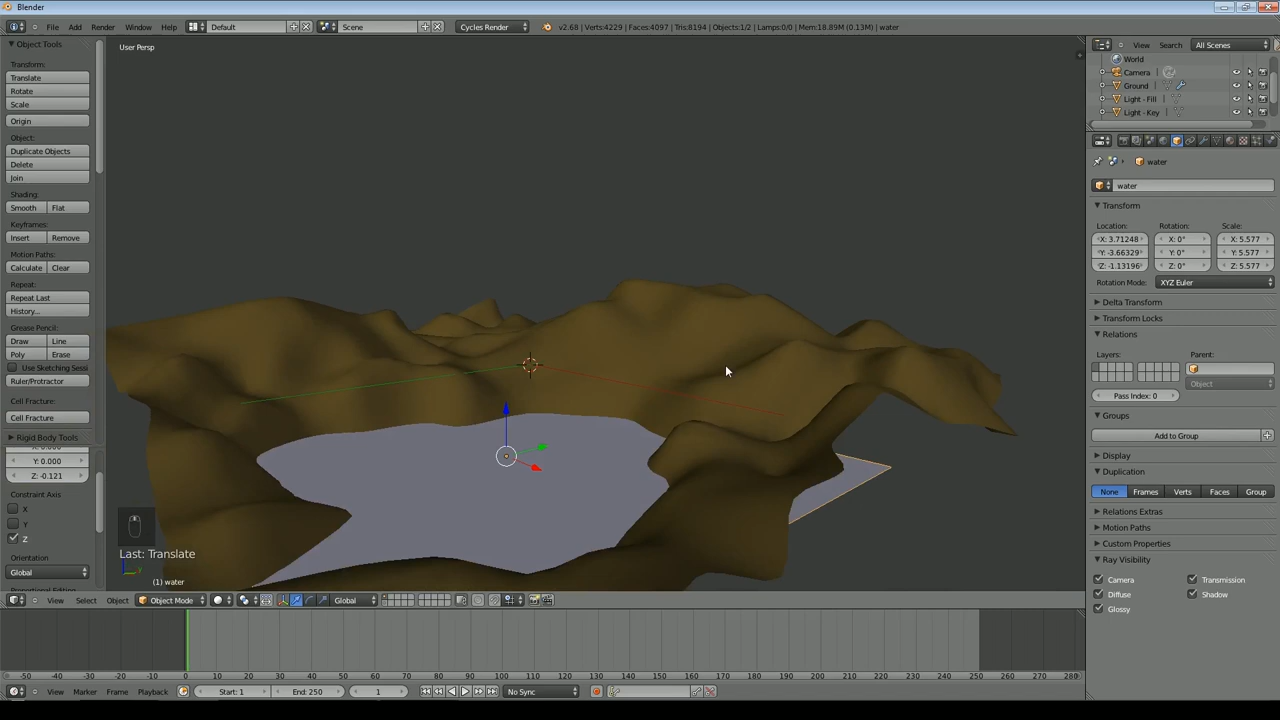 Blender
File Add Render Window Help Default Scene Cycles Render v2.68 | Verts:4229 | Faces:4097 | Tris:8194 | Objects:1/2 | Lamps:0/0 | Mem:18.89M (0.13M) | water
View Search All Scenes
Object Tools
Transform:
Translate
Rotate
Scale
Origin
Object:
Duplicate Objects
Delete
Join
Shading:
Smooth Flat
Keyframes:
Insert Remove
Motion Paths:
Calculate Clear
Repeat:
Repeat Last
History...
Grease Pencil:
Draw Line
Poly Erase
Use Sketching Sessi
Ruler/Protractor
Cell Fracture:
Cell Fracture
Rigid Body Tools
Y: 0.000
Z: -0.121
Constraint Axis
X
Y
Z
Orientation
Global
User Persp
Last: Translate
(1) water
View Select Object Object Mode Global
World
Camera
Ground
Light - Fill
Light - Key
water
water
Transform
Location: Rotation: Scale:
X: 3.71248 X: 0° X: 5.577
Y: -3.66329 Y: 0° Y: 5.577
Z: -1.13196 Z: 0° Z: 5.577
Rotation Mode: XYZ Euler
Delta Transform
Transform Locks
Relations
Layers: Parent:
Object
Pass Index: 0
Groups
Add to Group
Display
Duplication
None Frames Verts Faces Group
Relations Extras
Motion Paths
Custom Properties
Ray Visibility
Camera Transmission
Diffuse Shadow
Glossy
-50 -40 -30 -20 -10 0 10 20 30 40 50 60 70 80 90 100 110 120 130 140 150 160 170 180 190 200 210 220 230 240 250 260 270 280
View Marker Frame Playback Start: 1 End: 250 1 No Sync